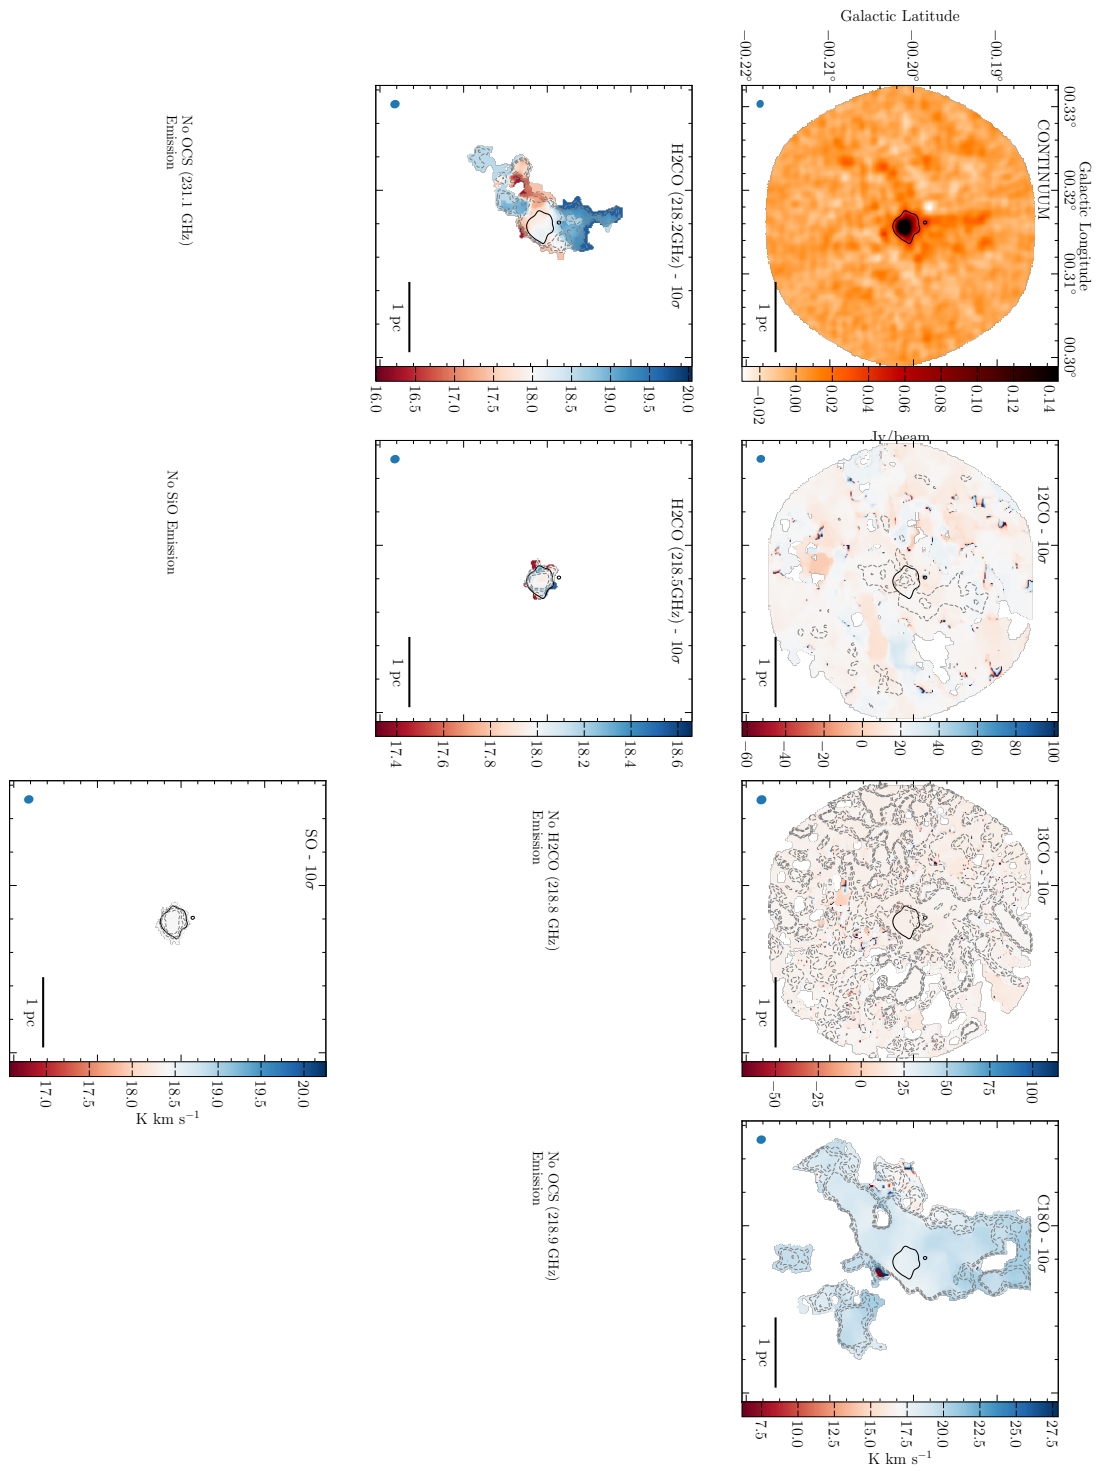 Galactic Longitude
00.33°
00.32°
00.31°
00.30°
Galactic Latitude
−00.19°
−00.20°
−00.21°
−00.22°
CONTINUUM
1 pc
0.14
0.12
0.10
0.08
0.06
0.04
0.02
0.00
−0.02
Jy/beam
12CO - 10σ
1 pc
100
80
60
40
20
0
−20
−40
−60
13CO - 10σ
1 pc
100
75
50
25
0
−25
−50
C18O - 10σ
1 pc
27.5
25.0
22.5
20.0
17.5
15.0
12.5
10.0
7.5
K km s⁻¹
H2CO (218.2GHz) - 10σ
1 pc
20.0
19.5
19.0
18.5
18.0
17.5
17.0
16.5
16.0
H2CO (218.5GHz) - 10σ
1 pc
18.6
18.4
18.2
18.0
17.8
17.6
17.4
No H2CO (218.8 GHz)
Emission
No OCS (218.9 GHz)
Emission
No OCS (231.1 GHz)
Emission
No SiO Emission
SO - 10σ
1 pc
20.0
19.5
19.0
18.5
18.0
17.5
17.0
K km s⁻¹